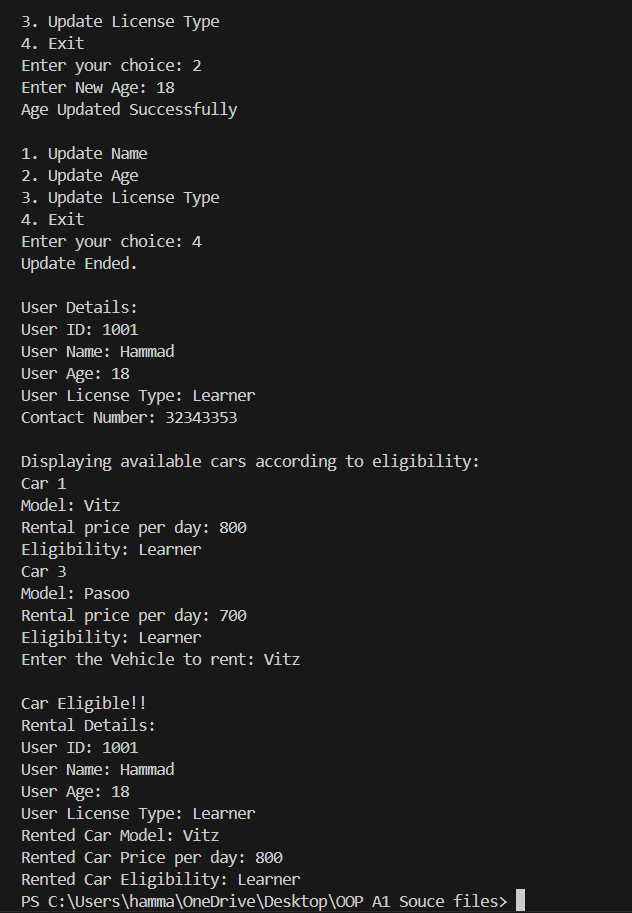 3. Update License Type
4. Exit
Enter your choice: 2
Enter New Age: 18
Age Updated Successfully
1. Update Name
2. Update Age
3. Update License Type
4. Exit
Enter your choice: 4
Update Ended.
User Details:
User ID: 1001
User Name: Hammad
User Age: 18
User License Type: Learner
Contact Number: 32343353
Displaying available cars according to eligibility:
Car 1
Model: Vitz
Rental price per day: 800
Eligibility: Learner
Car 3
Model: Pasoo
Rental price per day: 700
Eligibility: Learner
Enter the Vehicle to rent: Vitz
Car Eligible!!
Rental Details:
User ID: 1001
User Name: Hammad
User Age: 18
User License Type: Learner
Rented Car Model: Vitz
Rented Car Price per day: 800
Rented Car Eligibility: Learner
PS C:\Users\hamma\OneDrive\Desktop\OOP A1 Souce files>